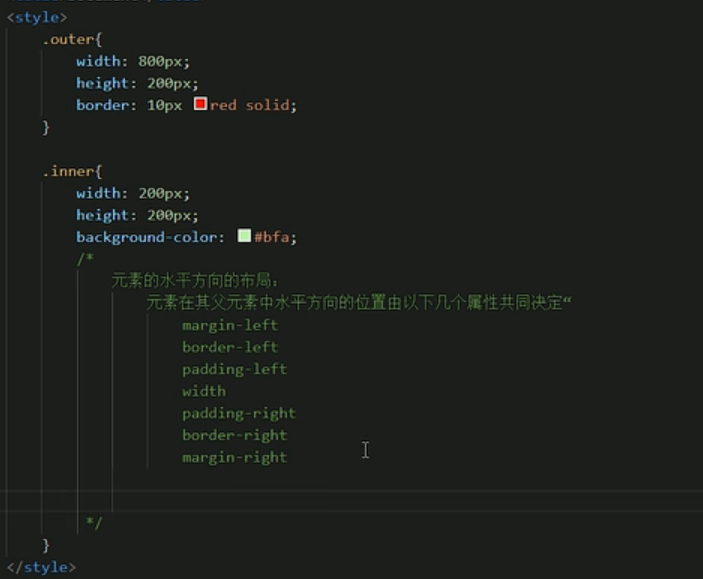 <style>
.outer{
width: 800px;
height: 200px;
border: 10px red solid;
}
.inner{
width: 200px;
height: 200px;
background-color: #bfa;
/*
元素的水平方向的布局：
元素在其父元素中水平方向的位置由以下几个属性共同决定“
margin-left
border-left
padding-left
width
padding-right
border-right
margin-right
*/
}
</style>